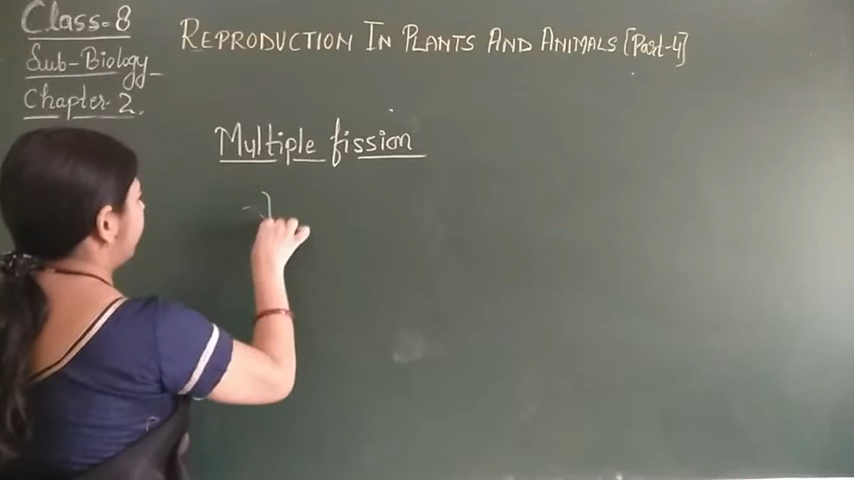 Class-8
Sub-Biology
Chapter-2.
REPRODUCTION IN PLANTS AND ANIMALS [Part-4]
Multiple fission